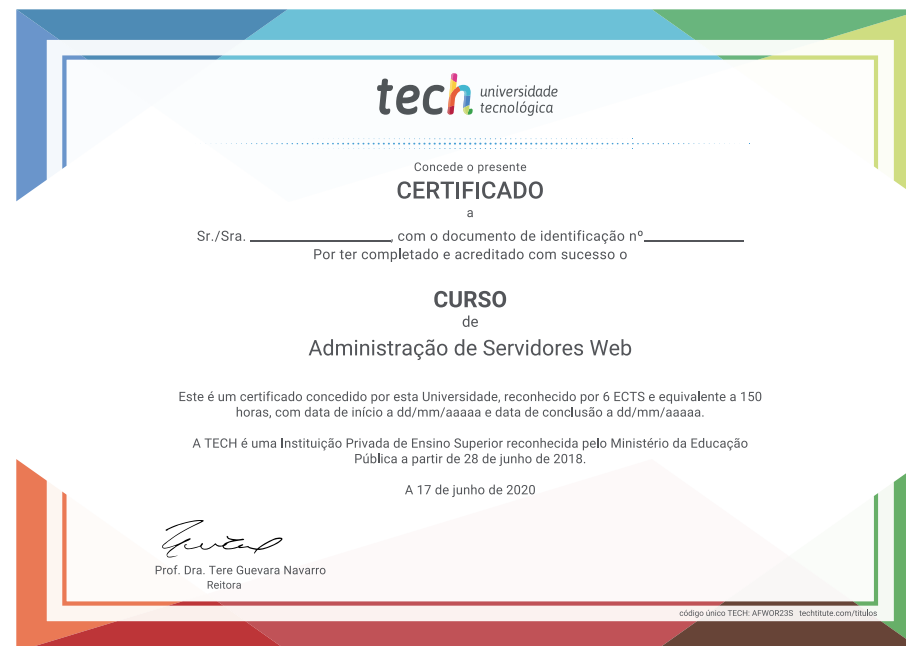 tech universidade
tecnológica
Concede o presente
CERTIFICADO
a
Sr./Sra. ____________________, com o documento de identificação nº______________
Por ter completado e acreditado com sucesso o
CURSO
de
Administração de Servidores Web
Este é um certificado concedido por esta Universidade, reconhecido por 6 ECTS e equivalente a 150
horas, com data de início a dd/mm/aaaaa e data de conclusão a dd/mm/aaaaa.
A TECH é uma Instituição Privada de Ensino Superior reconhecida pelo Ministério da Educação
Pública a partir de 28 de junho de 2018.
A 17 de junho de 2020
Prof. Dra. Tere Guevara Navarro
Reitora
código único TECH: AFWOR23S techtitute.com/titulos